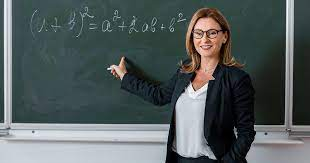 ( )² = a² + 2ab + b²